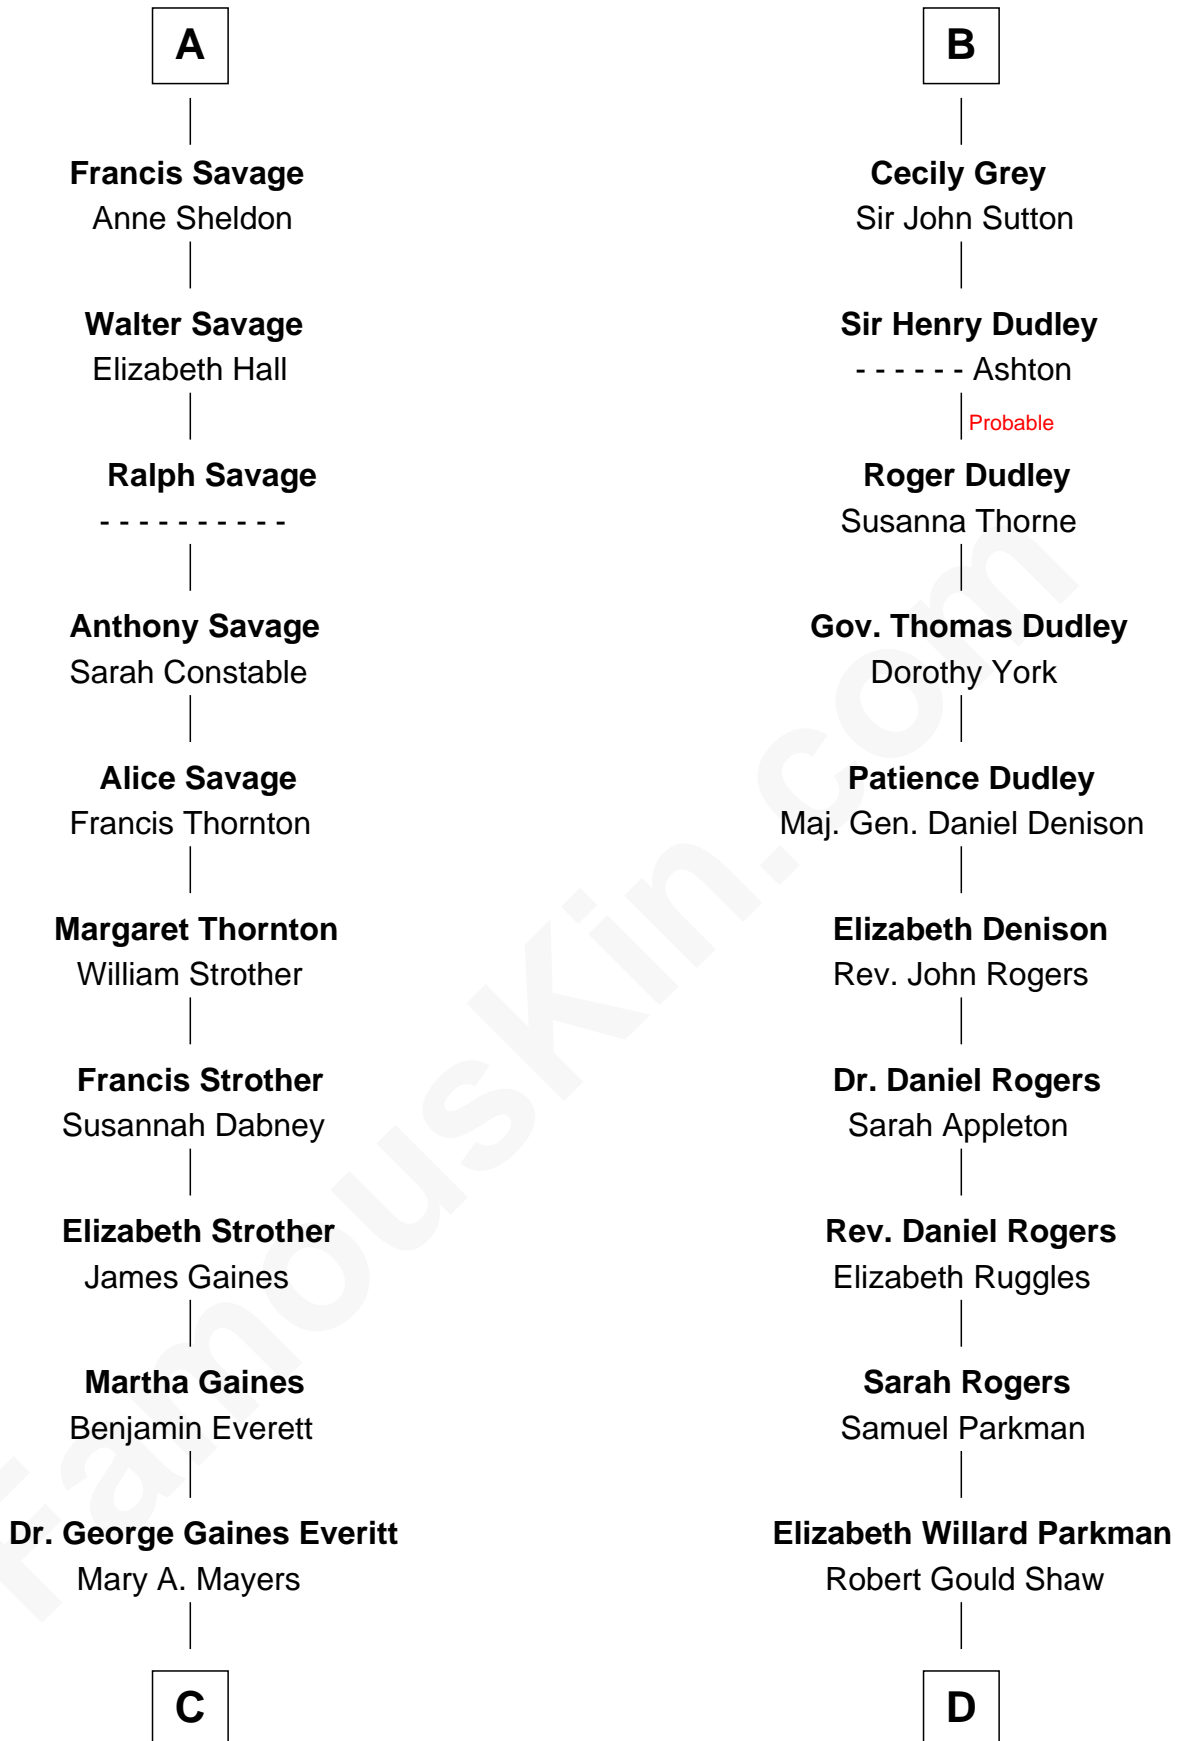 A
Francis Savage
Anne Sheldon
Walter Savage
Elizabeth Hall
Ralph Savage
- - - - - - - - - -
Anthony Savage
Sarah Constable
Alice Savage
Francis Thornton
Margaret Thornton
William Strother
Francis Strother
Susannah Dabney
Elizabeth Strother
James Gaines
Martha Gaines
Benjamin Everett
Dr. George Gaines Everitt
Mary A. Mayers
C
B
Cecily Grey
Sir John Sutton
Sir Henry Dudley
- - - - - - Ashton
Probable
Roger Dudley
Susanna Thorne
Gov. Thomas Dudley
Dorothy York
Patience Dudley
Maj. Gen. Daniel Denison
Elizabeth Denison
Rev. John Rogers
Dr. Daniel Rogers
Sarah Appleton
Rev. Daniel Rogers
Elizabeth Ruggles
Sarah Rogers
Samuel Parkman
Elizabeth Willard Parkman
Robert Gould Shaw
D
FamousKin.com